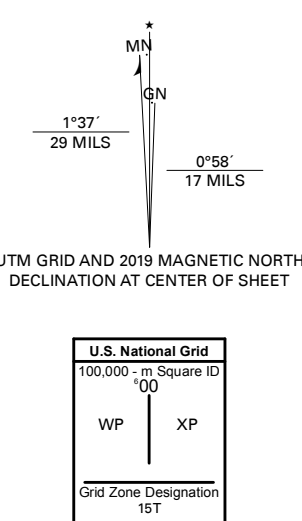 ★
MN
GN
1°37´
29 MILS
0°58´
17 MILS
UTM GRID AND 2019 MAGNETIC NORTH
DECLINATION AT CENTER OF SHEET
U.S. National Grid
100,000 - m Square ID
⁶00
WP XP
Grid Zone Designation
15T